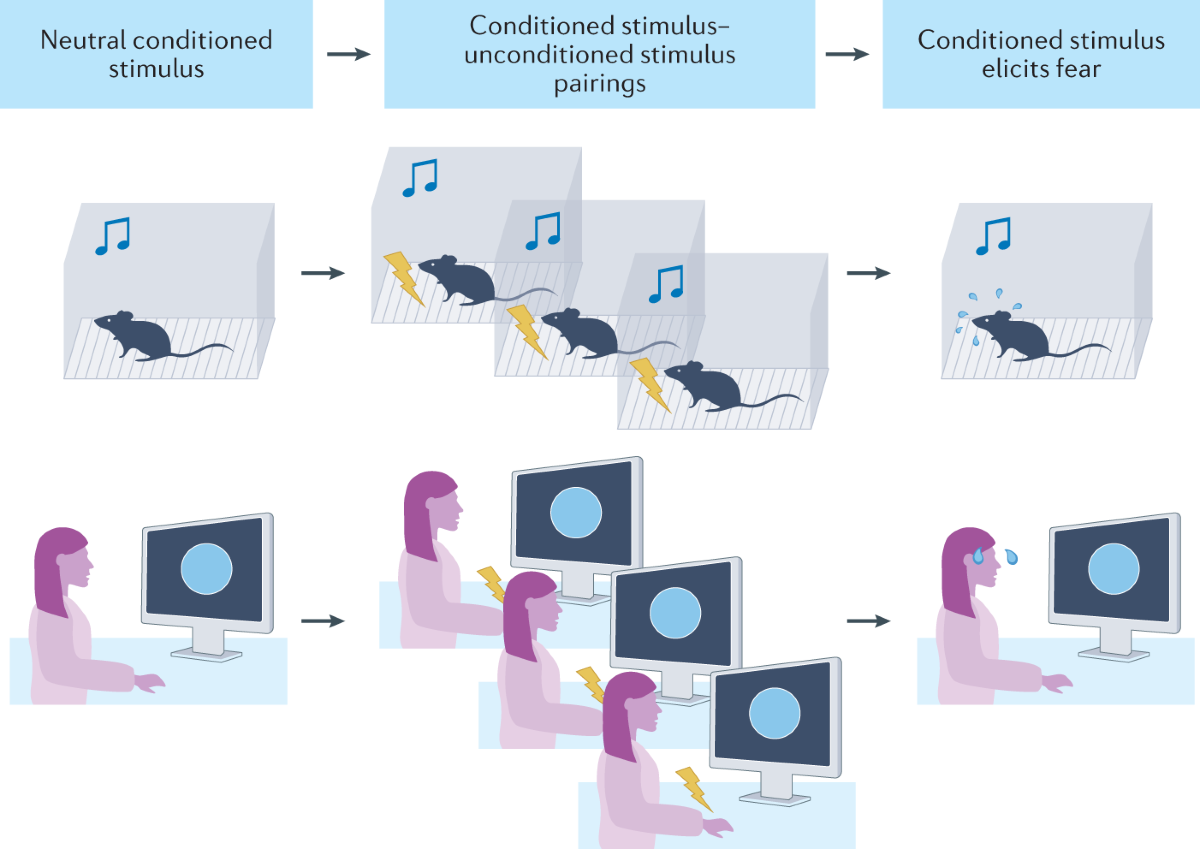 Neutral conditioned
stimulus
Conditioned stimulus–
unconditioned stimulus
pairings
Conditioned stimulus
elicits fear